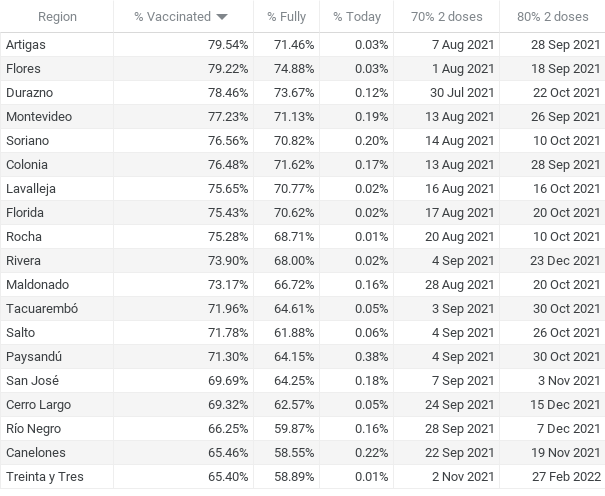 Region % Vaccinated % Fully % Today 70% 2 doses 80% 2 doses
Artigas 79.54% 71.46% 0.03% 7 Aug 2021 28 Sep 2021
Flores 79.22% 74.88% 0.03% 1 Aug 2021 18 Sep 2021
Durazno 78.46% 73.67% 0.12% 30 Jul 2021 22 Oct 2021
Montevideo 77.23% 71.13% 0.19% 13 Aug 2021 26 Sep 2021
Soriano 76.56% 70.82% 0.20% 14 Aug 2021 10 Oct 2021
Colonia 76.48% 71.62% 0.17% 13 Aug 2021 28 Sep 2021
Lavalleja 75.65% 70.77% 0.02% 16 Aug 2021 16 Oct 2021
Florida 75.43% 70.62% 0.02% 17 Aug 2021 20 Oct 2021
Rocha 75.28% 68.71% 0.01% 20 Aug 2021 10 Oct 2021
Rivera 73.90% 68.00% 0.02% 4 Sep 2021 23 Dec 2021
Maldonado 73.17% 66.72% 0.16% 28 Aug 2021 20 Oct 2021
Tacuarembó 71.96% 64.61% 0.05% 3 Sep 2021 30 Oct 2021
Salto 71.78% 61.88% 0.06% 4 Sep 2021 26 Oct 2021
Paysandú 71.30% 64.15% 0.38% 4 Sep 2021 30 Oct 2021
San José 69.69% 64.25% 0.18% 7 Sep 2021 3 Nov 2021
Cerro Largo 69.32% 62.57% 0.05% 24 Sep 2021 15 Dec 2021
Río Negro 66.25% 59.87% 0.16% 28 Sep 2021 7 Dec 2021
Canelones 65.46% 58.55% 0.22% 22 Sep 2021 19 Nov 2021
Treinta y Tres 65.40% 58.89% 0.01% 2 Nov 2021 27 Feb 2022